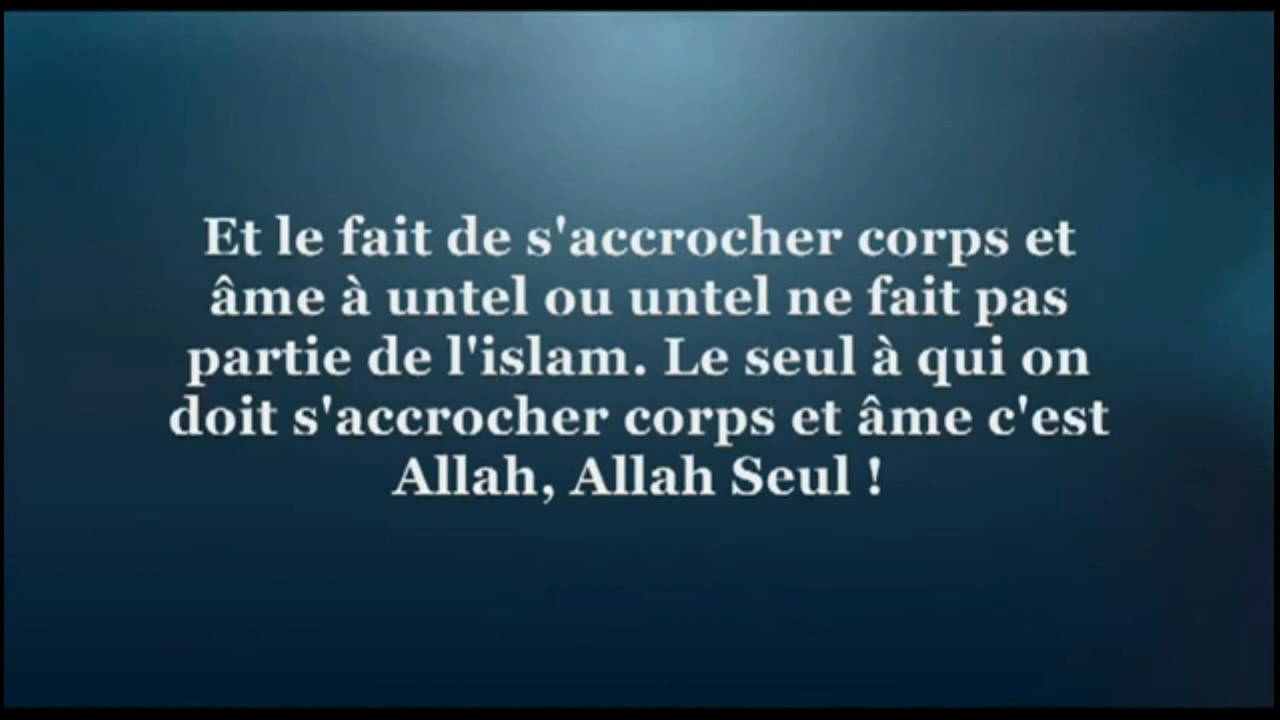 Et le fait de s'accrocher corps et
âme à untel ou untel ne fait pas
partie de l'islam. Le seul à qui on
doit s'accrocher corps et âme c'est
Allah, Allah Seul !